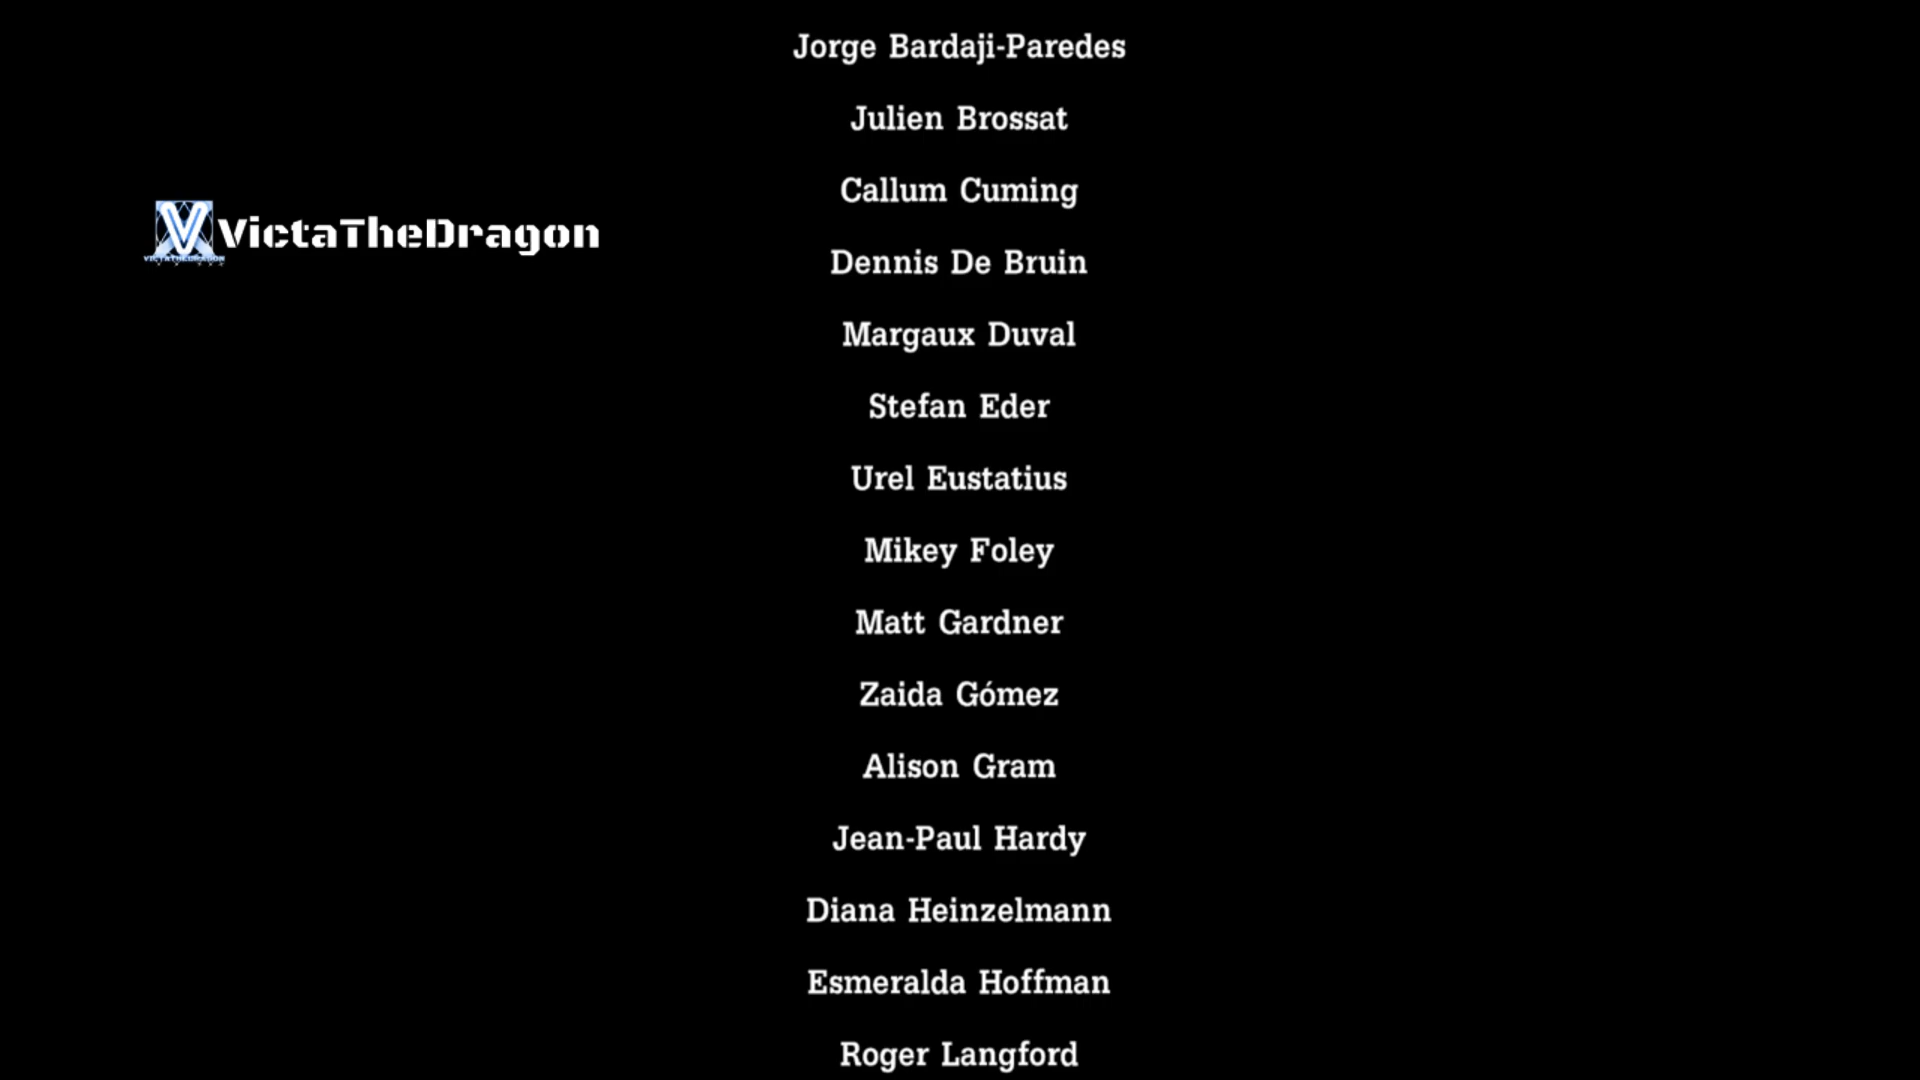 Jorge Bardaji-Paredes
Julien Brossat
Callum Cuming
VictaTheDragon
VICTATHEDRAGON
Dennis De Bruin
Margaux Duval
Stefan Eder
Urel Eustatius
Mikey Foley
Matt Gardner
Zaida Gómez
Alison Gram
Jean-Paul Hardy
Diana Heinzelmann
Esmeralda Hoffman
Roger Langford